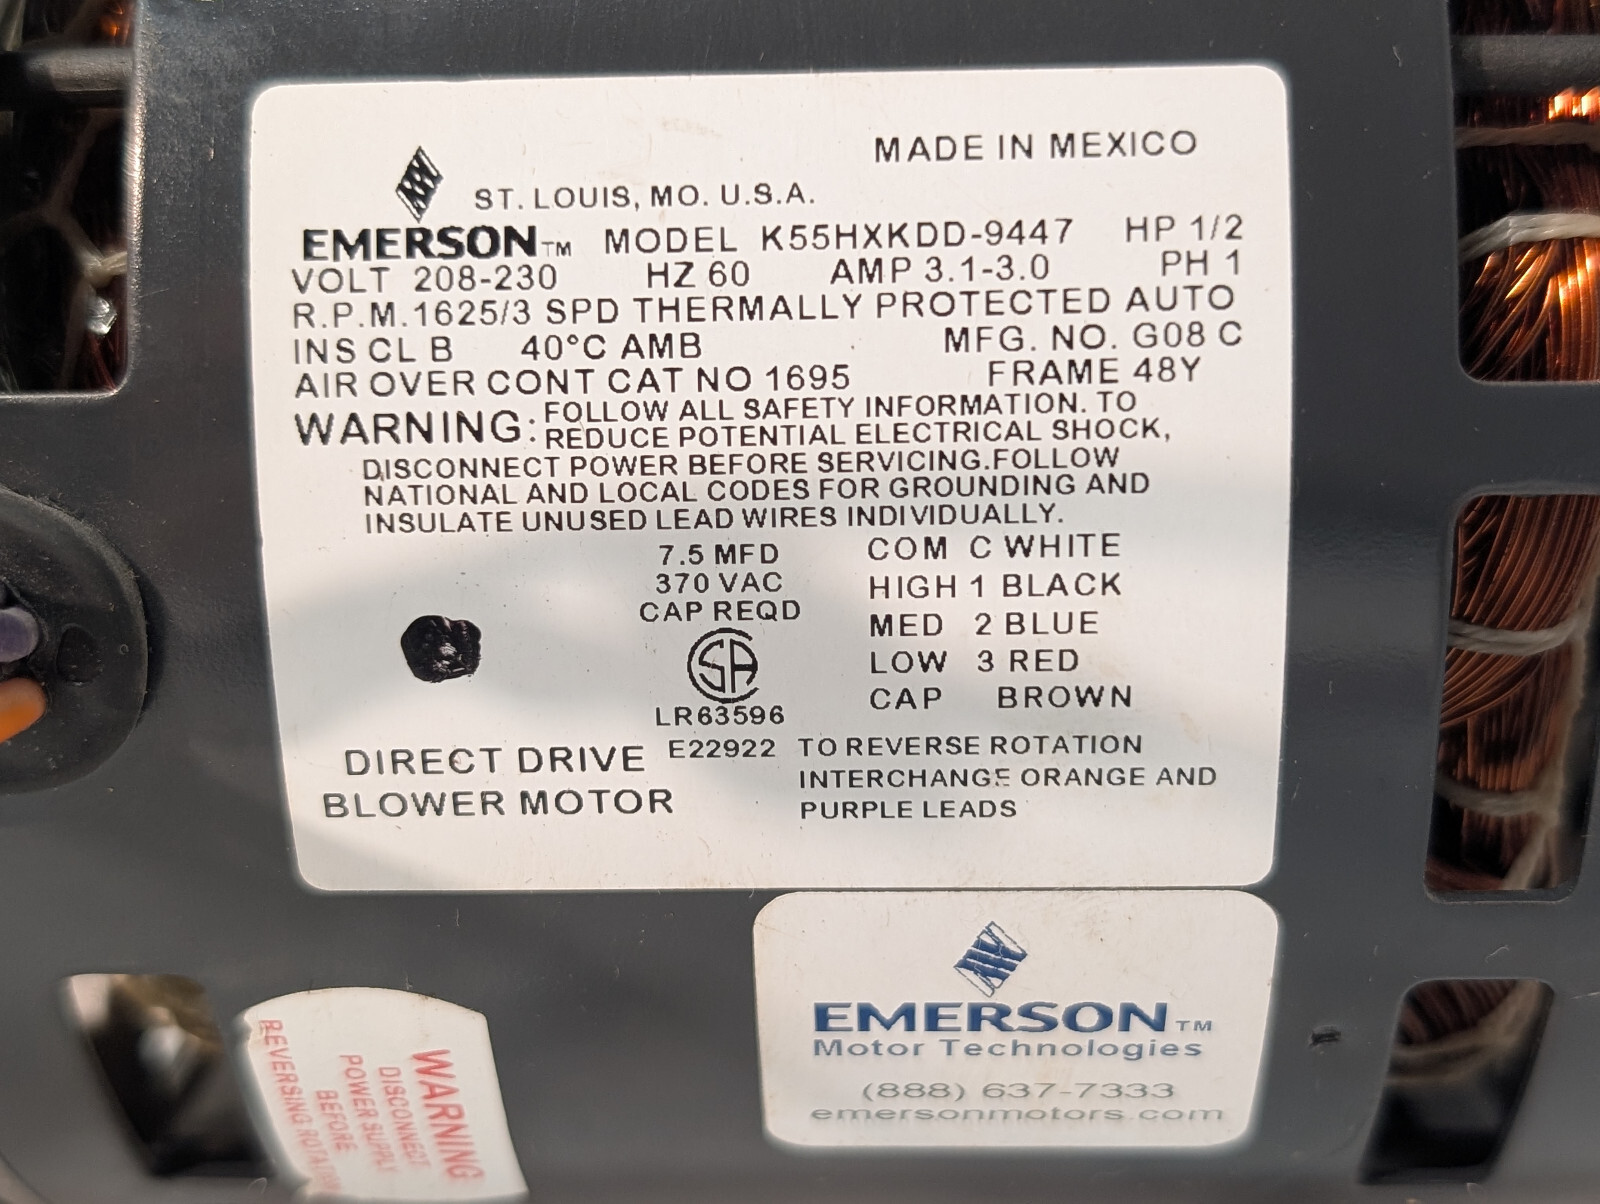 MADE IN MEXICO
ST. LOUIS, MO. U.S.A.
EMERSON TM MODEL K55HXKDD-9447 HP 1/2
VOLT 208-230 HZ 60 AMP 3.1-3.0 PH 1
R.P.M. 1625/3 SPD THERMALLY PROTECTED AUTO
INS CL B 40°C AMB MFG. NO. G08 C
AIR OVER CONT CAT NO 1695 FRAME 48Y
WARNING: FOLLOW ALL SAFETY INFORMATION. TO
REDUCE POTENTIAL ELECTRICAL SHOCK,
DISCONNECT POWER BEFORE SERVICING.FOLLOW
NATIONAL AND LOCAL CODES FOR GROUNDING AND
INSULATE UNUSED LEAD WIRES INDIVIDUALLY.
7.5 MFD
370 VAC
CAP REQD
SA
LR63596
E22922
COM C WHITE
HIGH 1 BLACK
MED 2 BLUE
LOW 3 RED
CAP BROWN
DIRECT DRIVE
BLOWER MOTOR
TO REVERSE ROTATION
INTERCHANGE ORANGE AND
PURPLE LEADS
EMERSON TM
Motor Technologies
(888) 637-7333
emersonmotors.com
WARNING
DISCONNECT
POWER SUPPLY
BEFORE
REVERSING ROTATION